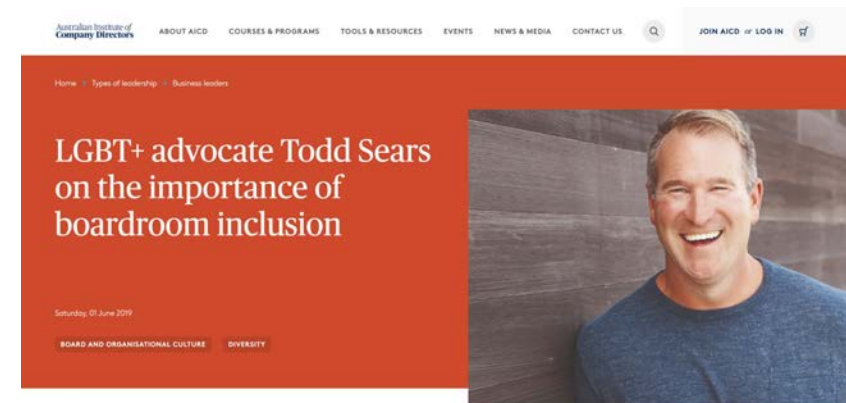 Australian Institute of
Company Directors
ABOUT AICD COURSES & PROGRAMS TOOLS & RESOURCES EVENTS NEWS & MEDIA CONTACT US JOIN AICD or LOG IN
Home Types of leadership Business leaders
LGBT+ advocate Todd Sears
on the importance of
boardroom inclusion
Saturday, 01 June 2019
BOARD AND ORGANISATIONAL CULTURE DIVERSITY